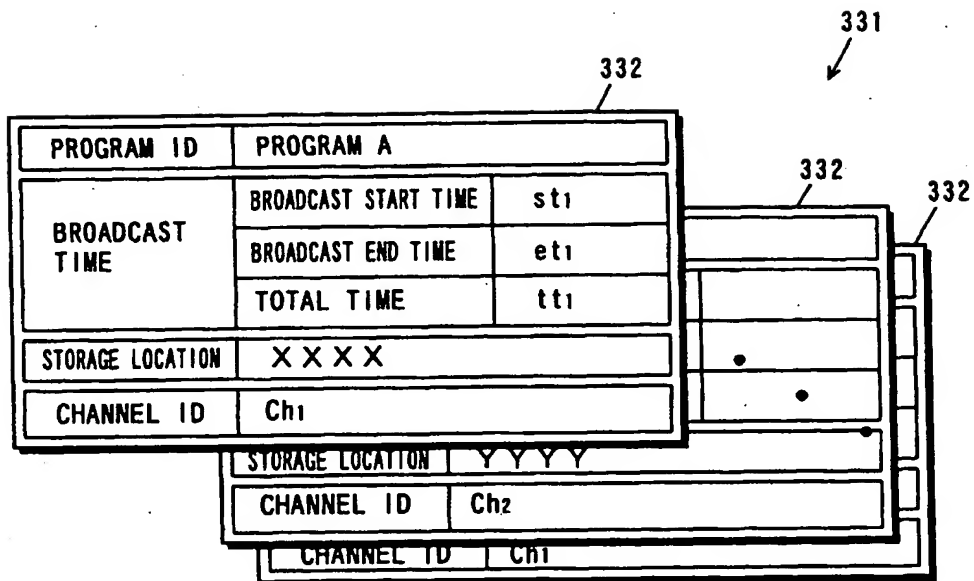 331
332
PROGRAM ID PROGRAM A
332
332
BROADCAST TIME
BROADCAST START TIME st1
BROADCAST END TIME et1
TOTAL TIME tt1
STORAGE LOCATION XXXX
CHANNEL ID Ch1
STORAGE LOCATION YYYY
CHANNEL ID Ch2
CHANNEL ID Ch1